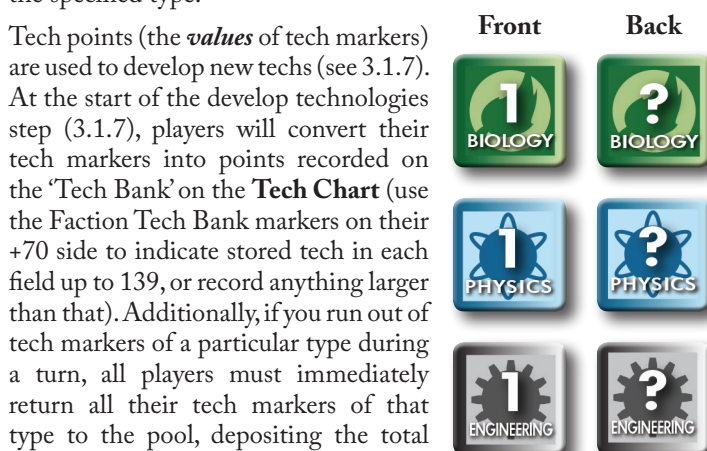 the specified type.
Tech points (the values of tech markers)
are used to develop new techs (see 3.1.7).
At the start of the develop technologies
step (3.1.7), players will convert their
tech markers into points recorded on
the ‘Tech Bank’ on the Tech Chart (use
the Faction Tech Bank markers on their
+70 side to indicate stored tech in each
field up to 139, or record anything larger
than that). Additionally, if you run out of
tech markers of a particular type during
a turn, all players must immediately
return all their tech markers of that
type to the pool, depositing the total
Front Back
1 ?
BIOLOGY BIOLOGY
1 ?
PHYSICS PHYSICS
1 ?
ENGINEERING ENGINEERING